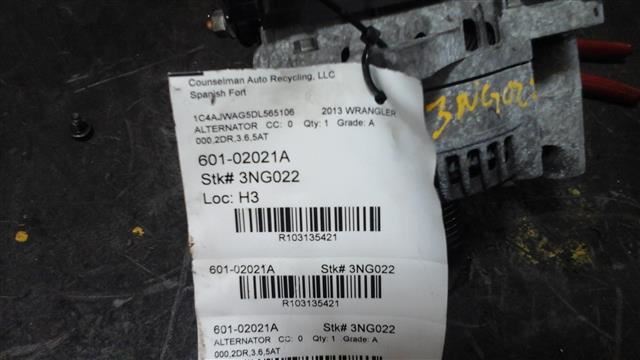 Counselman Auto Recycling, LLC
Spanish Fort
1C4AJWAG5DL565106 2013 WRANGLER
ALTERNATOR CC: 0 Qty: 1 Grade: A
000,2DR,3.6,5AT
601-02021A
Stk# 3NG022
Loc: H3
R103135421
601-02021A Stk# 3NG022
R103135421
601-02021A Stk# 3NG022
ALTERNATOR CC: 0 Qty: 1 Grade: A
000,2DR,3.6,5AT
3NG022